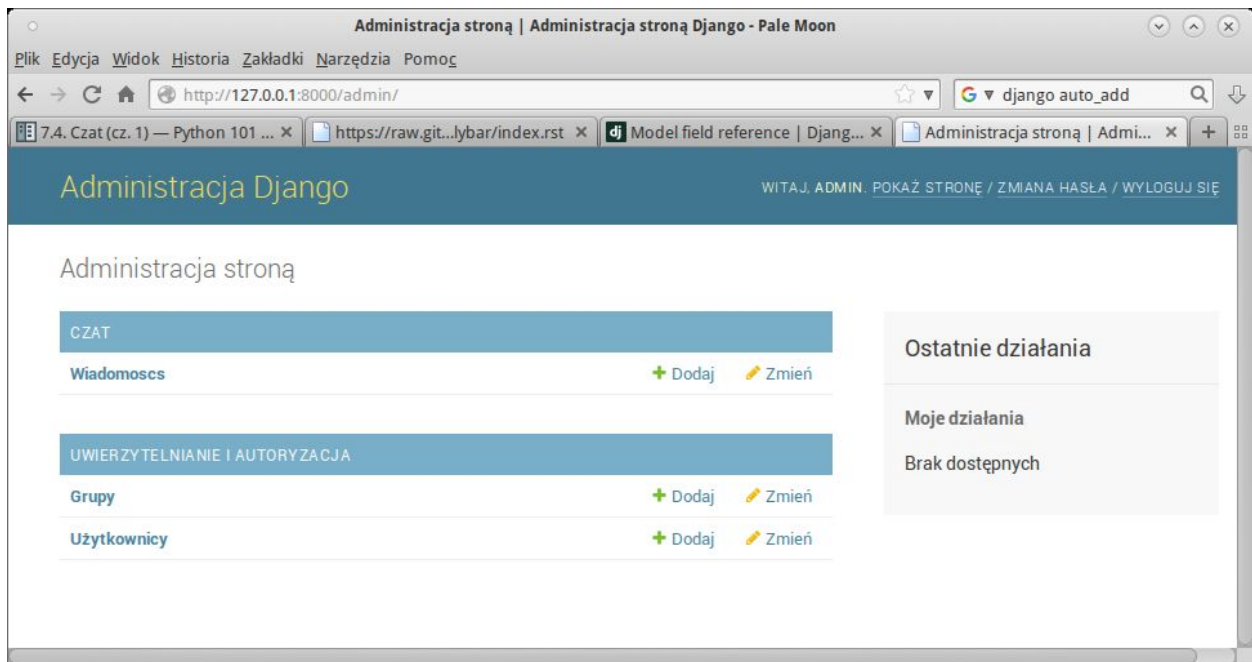 Administracja stroną | Administracja stroną Django - Pale Moon
Plik Edycja Widok Historia Zakładki Narzędzia Pomoc
http://127.0.0.1:8000/admin/
django auto_add
7.4. Czat (cz. 1) — Python 101 ...
https://raw.git...lybar/index.rst
dj Model field reference | Djang...
Administracja stroną | Admi...
Administracja Django
WITAJ, ADMIN. POKAŻ STRONĘ / ZMIANA HASŁA / WYLOGUJ SIĘ
Administracja stroną
CZAT
Wiadomoscs Dodaj Zmień
UWIERZYTELNIANIE I AUTORYZACJA
Grupy Dodaj Zmień
Użytkownicy Dodaj Zmień
Ostatnie działania
Moje działania
Brak dostępnych